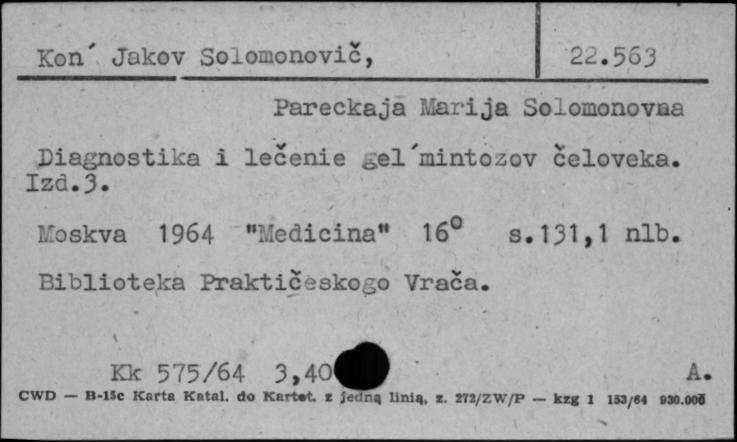 Kon´ Jakov Solomonovič,
22.563
Pareckaja Marija Solomonovna
Diagnostika i lečenie gel´mintozov čeloveka.
Izd.3.
Moskva 1964 "Medicina" 16⁰ s.131,1 nlb.
Biblioteka Praktičeskogo Vrača.
Kk 575/64 3,40 A.
CWD — B-15c Karta Katal. do Kartot. z jedną linią, z. 272/ZW/P — kzg 1 153/64 930.000